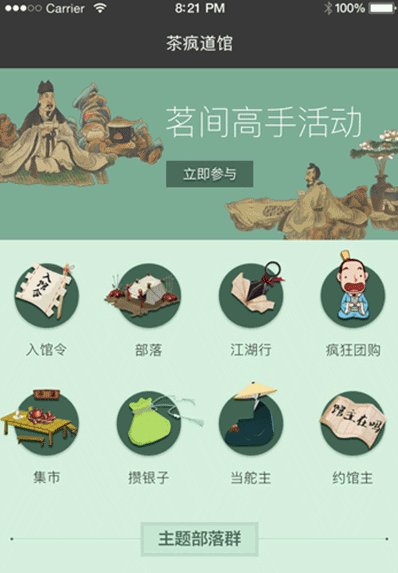 Carrier 8:21 PM 100%
茶疯道馆
茗间高手活动
立即参与
入馆令
入馆令 部落 江湖行 疯狂团购
馆主在哪
集市 攒银子 当舵主 约馆主
主题部落群